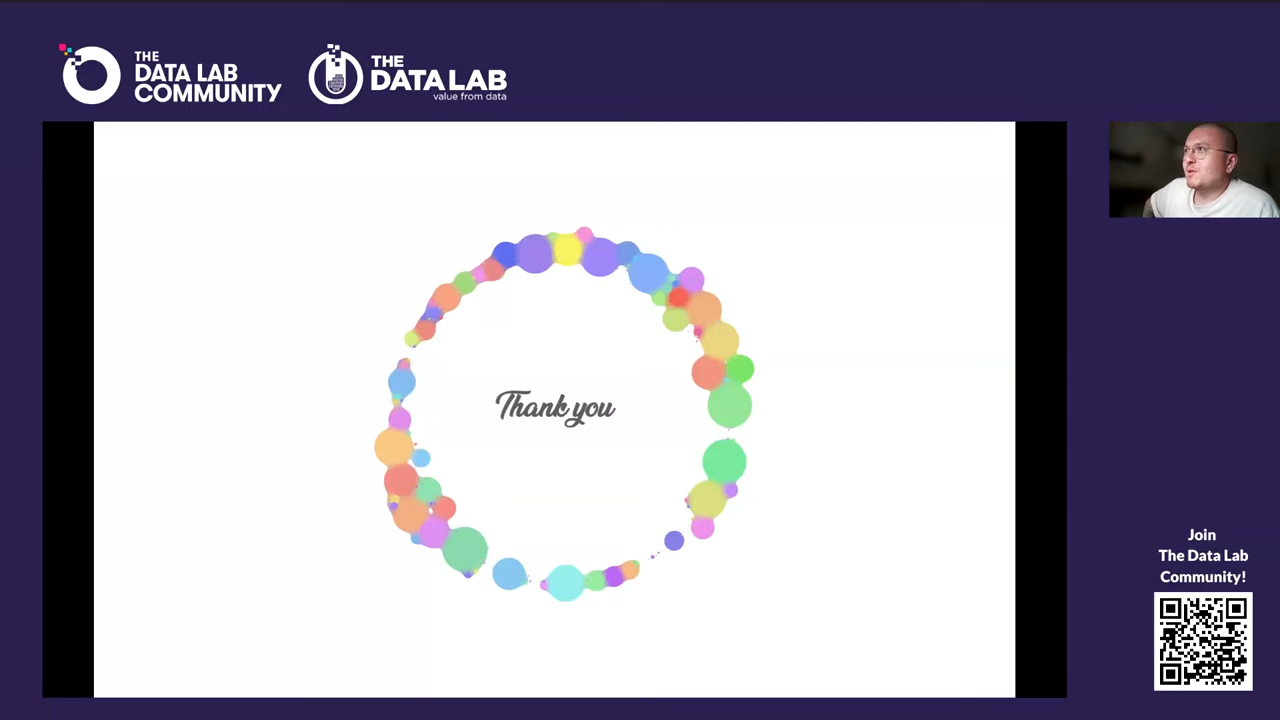 THE
DATA LAB
COMMUNITY
THE
DATA LAB
value from data
Thank you
Join
The Data Lab
Community!